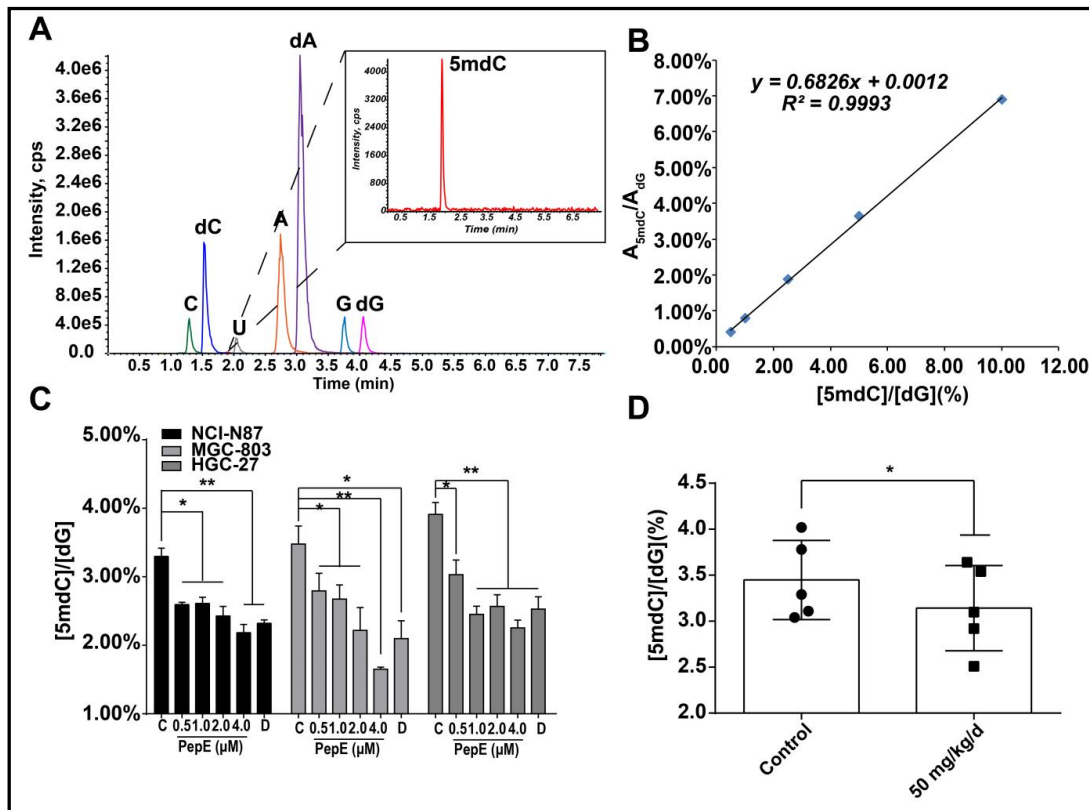 A
Intensity, cps
4.0e6
3.6e6
3.2e6
2.8e6
2.4e6
2.0e6
1.6e6
1.2e6
8.0e5
4.0e5
0.0
C
dC
U
A
dA
G dG
0.5 1.0 1.5 2.0 2.5 3.0 3.5 4.0 4.5 5.0 5.5 6.0 6.5 7.0 7.5
Time (min)
5mdC
Intensity, cps
4000
3200
2400
1600
800
0
0.5 1.5 2.5 3.5 4.5 5.5 6.5
Time (min)
B
y = 0.6826x + 0.0012
R² = 0.9993
A5mdC/AdG
8.00%
7.00%
6.00%
5.00%
4.00%
3.00%
2.00%
1.00%
0.00%
0.00 2.00 4.00 6.00 8.00 10.00 12.00
[5mdC]/[dG](%)
C
NCI-N87
MGC-803
HGC-27
[5mdC]/[dG]
5.00%
4.00%
3.00%
2.00%
1.00%
**
*
*
**
*
**
*
C 0.5 1.0 2.0 4.0 D
PepE (µM)
C 0.5 1.0 2.0 4.0 D
PepE (µM)
C 0.5 1.0 2.0 4.0 D
PepE (µM)
D
[5mdC]/[dG](%)
4.5
4.0
3.5
3.0
2.5
2.0
*
Control
50 mg/kg/d